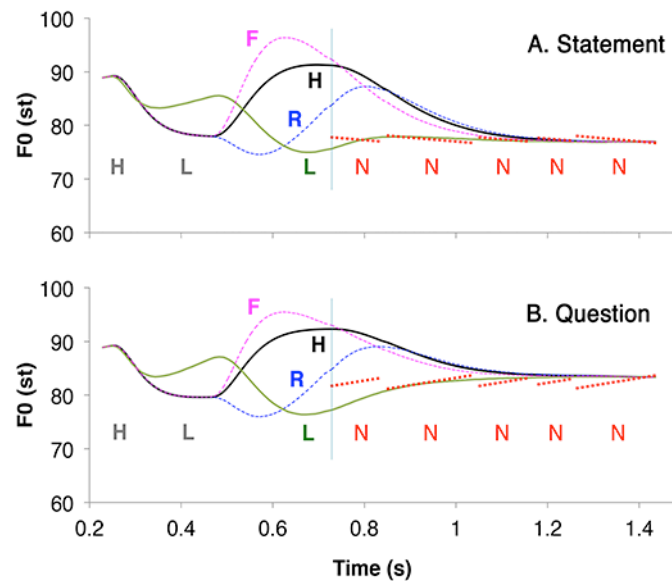 100
90
80
70
60
F0 (st)
A. Statement
F
H
R
H L L N N N N N
100
90
80
70
60
F0 (st)
B. Question
F
H
R
H L L N N N N N
0.2 0.4 0.6 0.8 1 1.2 1.4
Time (s)